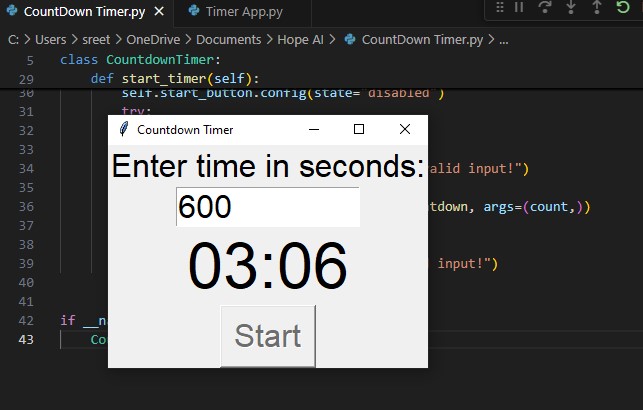 CountDown Timer.py × Timer App.py
C: > Users > sreet > OneDrive > Documents > Hope AI > CountDown Timer.py > ...
5 class CountdownTimer:
29 def start_timer(self):
30 self.start_button.config(state='disabled')
31 try:
32
33
34 alid input!")
35
36 tdown, args=(count,))
37
38
39 input!")
40
41
42 if __n
43 Co
Countdown Timer
Enter time in seconds:
600
03:06
Start